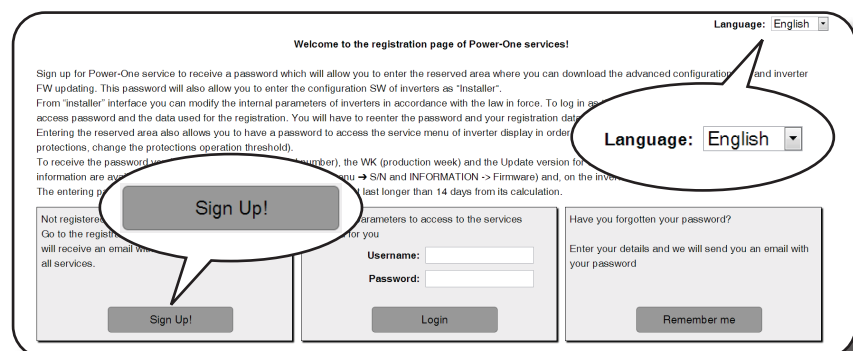 Language: English
Welcome to the registration page of Power-One services!
Sign up for Power-One service to receive a password which will allow you to enter the reserved area where you can download the advanced configuration and inverter
FW updating. This password will also allow you to enter the configuration SW of inverters as "Installer".
From "installer" interface you can modify the internal parameters of inverters in accordance with the law in force. To log in as
access password and the data used for the registration. You will have to reenter the password and your registration data
Entering the reserved area also allows you to have a password to access the service menu of inverter display in order
protections, change the protections operation threshold).
To receive the password number), the WK (production week) and the Update version for
information are S/N and INFORMATION -> Firmware) and, on the
The entering last longer than 14 days from its calculation.
Language: English
Sign Up!
Not registered
Go to the
will receive an email
all services.
Sign Up!
parameters to access to the services
for you
Username:
Password:
Login
Have you forgotten your password?
Enter your details and we will send you an email with
your password
Remember me